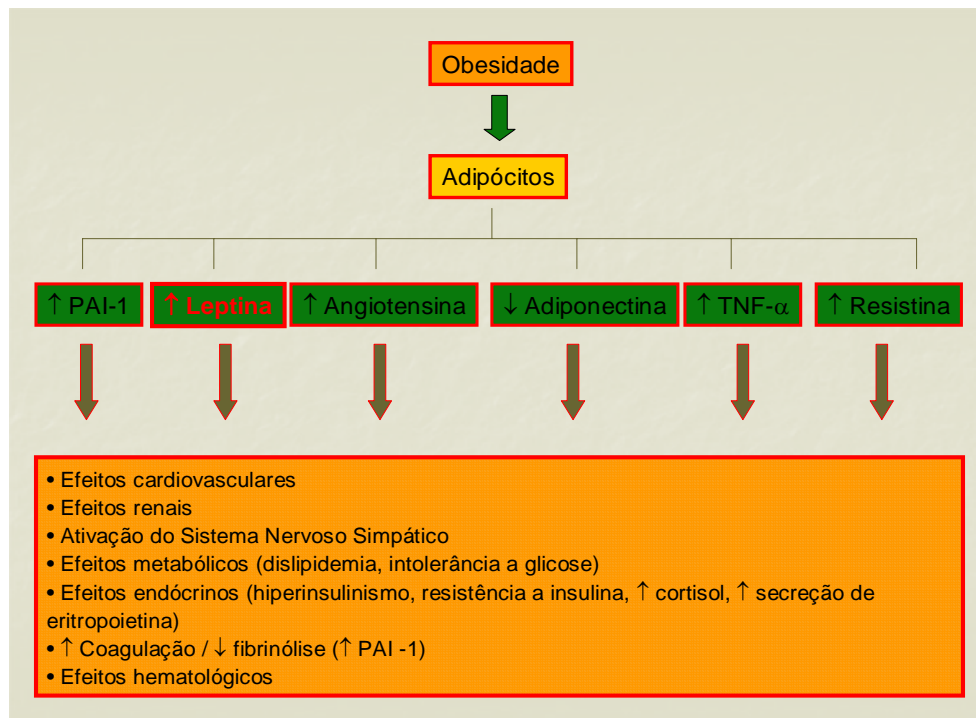 Obesidade
Adipócitos
↑ PAI-1
↑ Leptina
↑ Angiotensina
↓ Adiponectina
↑ TNF-α
↑ Resistina
• Efeitos cardiovasculares
• Efeitos renais
• Ativação do Sistema Nervoso Simpático
• Efeitos metabólicos (dislipidemia, intolerância a glicose)
• Efeitos endócrinos (hiperinsulinismo, resistência a insulina, ↑ cortisol, ↑ secreção de
eritropoietina)
• ↑ Coagulação / ↓ fibrinólise (↑ PAI -1)
• Efeitos hematológicos